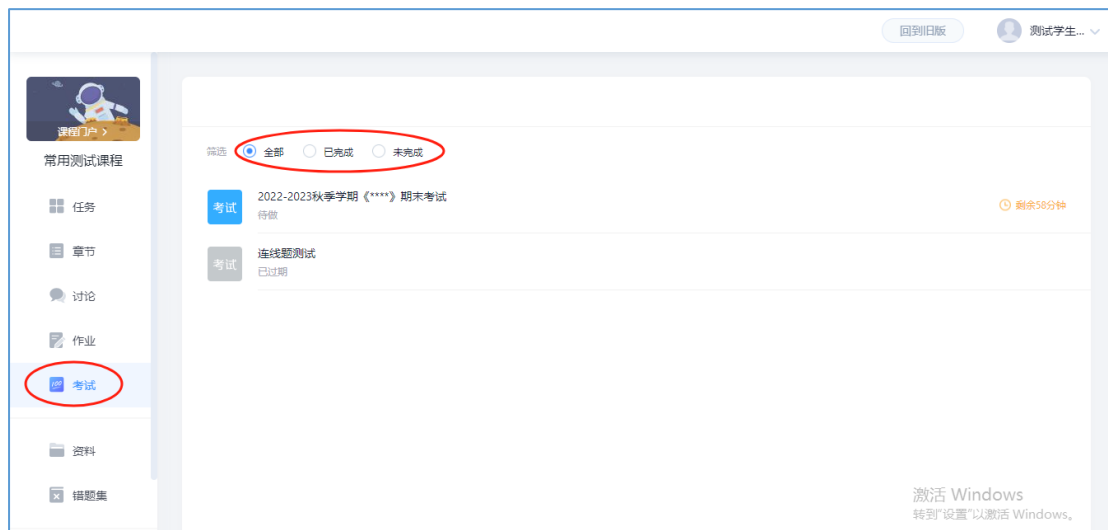 回到旧版
测试学生...
课程门户 >
常用测试课程
任务
章节
讨论
作业
考试
资料
错题集
筛选 全部 已完成 未完成
考试
2022-2023秋季学期《****》期末考试
待做
剩余58分钟
考试
连线题测试
已过期
激活 Windows
转到"设置"以激活 Windows。